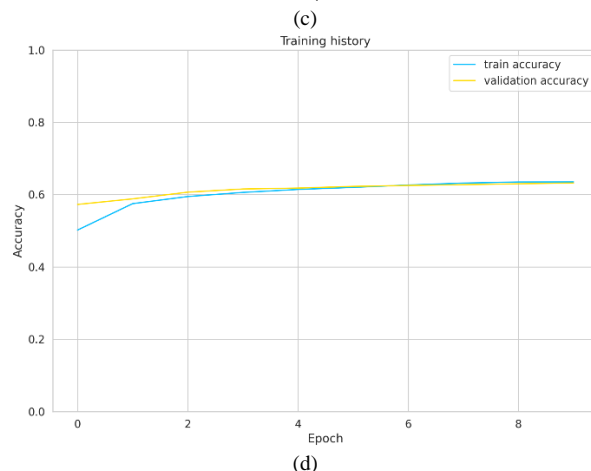 (c)
Training history
train accuracy
validation accuracy
1.0
0.8
0.6
0.4
0.2
0.0
Accuracy
0
2
4
6
8
Epoch
(d)